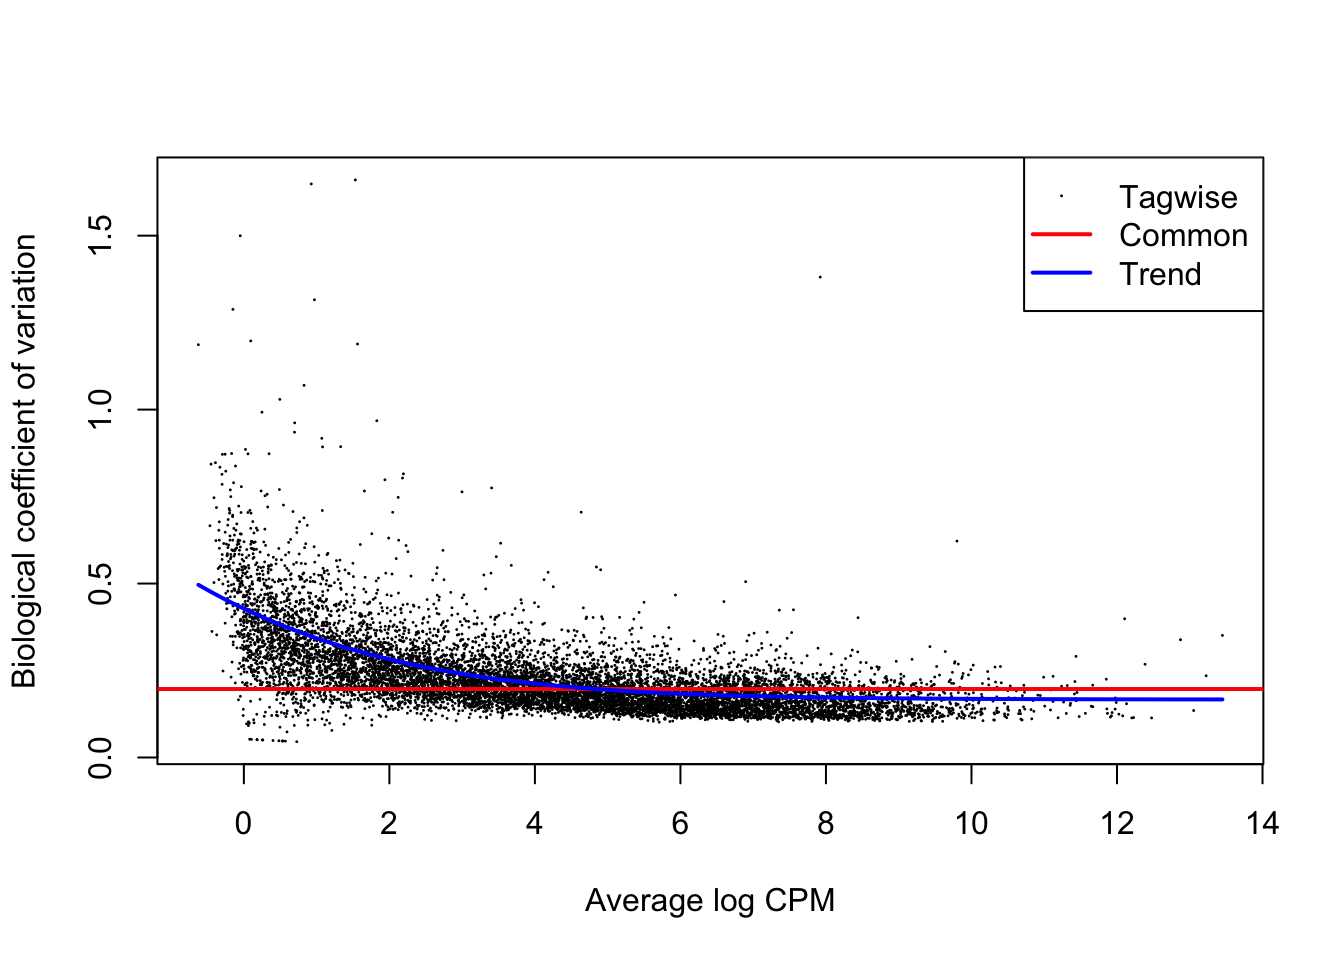 Tagwise
Common
Trend
Biological coefficient of variation
1.5
1.0
0.5
0.0
0 2 4 6 8 10 12 14
Average log CPM